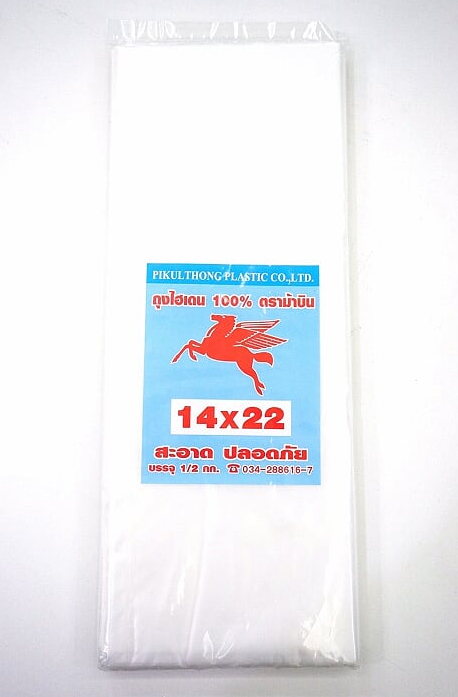 PIKULTHONG PLASTIC CO.,LTD.
ถุงไฮเดน 100% ตราม้าบิน
14x22
สะอาด ปลอดภัย
บรรจุ 1/2 กก. ☎034-288616-7